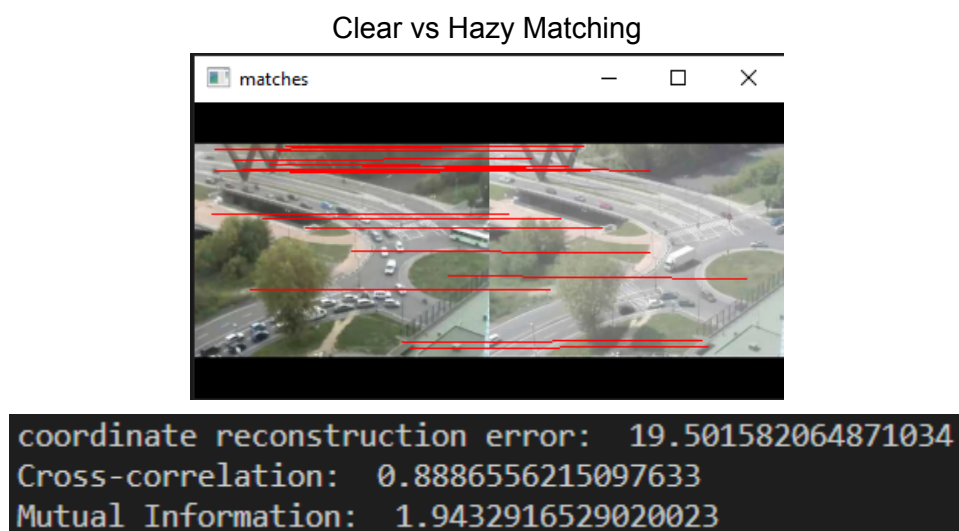 Clear vs Hazy Matching
matches
coordinate reconstruction error: 19.501582064871034
Cross-correlation: 0.8886556215097633
Mutual Information: 1.9432916529020023